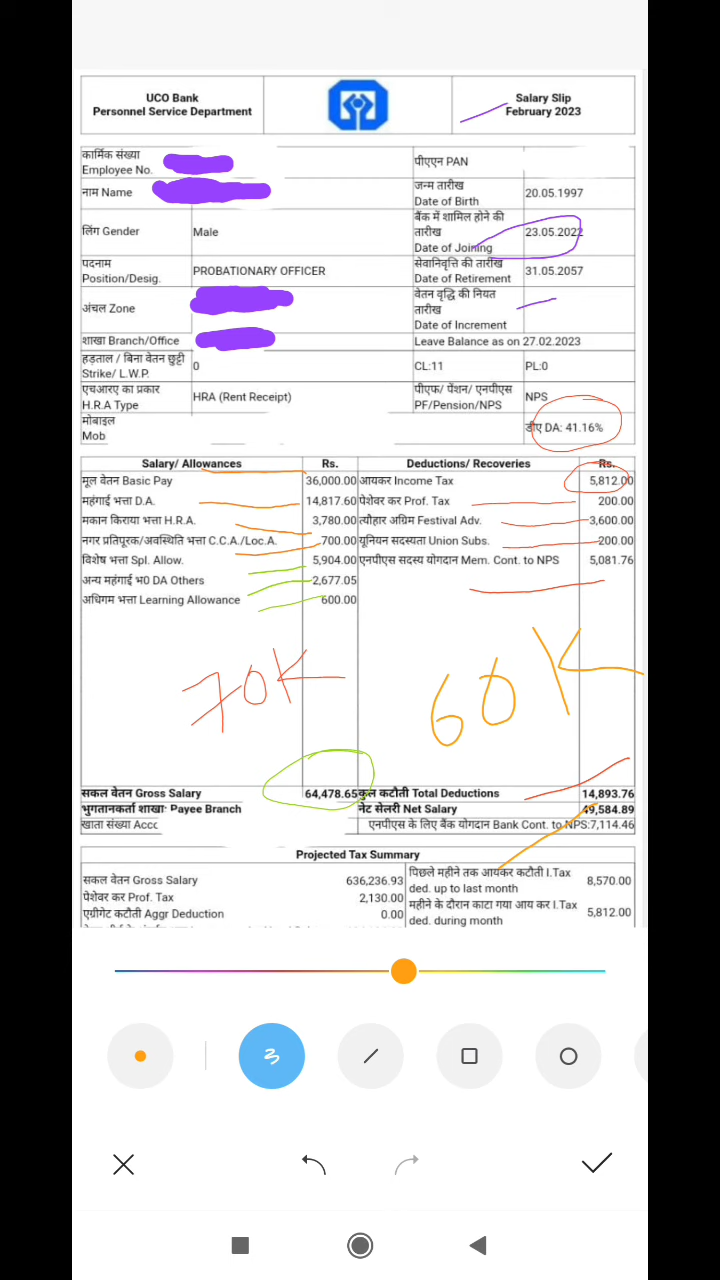 UCO Bank
Personnel Service Department
Salary Slip
February 2023
कार्मिक संख्या
Employee No.
पीएएन PAN
नाम Name
जन्म तारीख
Date of Birth
20.05.1997
लिंग Gender
Male
बैंक में शामिल होने की
तारीख
Date of Joining
23.05.2022
पदनाम
Position/Desig.
PROBATIONARY OFFICER
सेवानिवृत्ति की तारीख
Date of Retirement
31.05.2057
अंचल Zone
वेतन वृद्धि की नियत
तारीख
Date of Increment
शाखा Branch/Office
Leave Balance as on 27.02.2023
हड़ताल / बिना वेतन छुट्टी
Strike/ L.W.P.
0
CL:11
PL:0
एचआरए का प्रकार
H.R.A Type
HRA (Rent Receipt)
पीएफ/ पेंशन/ एनपीएस
PF/Pension/NPS
NPS
मोबाइल
Mob
डीए DA: 41.16%
Salary/ Allowances Rs. Deductions/ Recoveries Rs.
मूल वेतन Basic Pay 36,000.00 आयकर Income Tax 5,812.00
महंगाई भत्ता D.A. 14,817.60 पेशेवर कर Prof. Tax 200.00
मकान किराया भत्ता H.R.A. 3,780.00 त्यौहार अग्रिम Festival Adv. 3,600.00
नगर प्रतिपूरक/अवस्थिति भत्ता C.C.A./Loc.A. 700.00 यूनियन सदस्यता Union Subs. 200.00
विशेष भत्ता Spl. Allow. 5,904.00 एनपीएस सदस्य योगदान Mem. Cont. to NPS 5,081.76
अन्य महंगाई भ0 DA Others 2,677.05
अधिगम भत्ता Learning Allowance 600.00
70K
60K
सकल वेतन Gross Salary 64,478.65 कुल कटौती Total Deductions 14,893.76
भुगतानकर्ता शाखाः Payee Branch नेट सेलरी Net Salary 49,584.89
खाता संख्या Acc एनपीएस के लिए बैंक योगदान Bank Cont. to NPS:7,114.46
Projected Tax Summary
सकल वेतन Gross Salary 636,236.93
पेशेवर कर Prof. Tax 2,130.00
एग्रीगेट कटौती Aggr Deduction 0.00
पिछले महीने तक आयकर कटौती I.Tax
ded. up to last month 8,570.00
महीने के दौरान काटा गया आय कर I.Tax
ded. during month 5,812.00